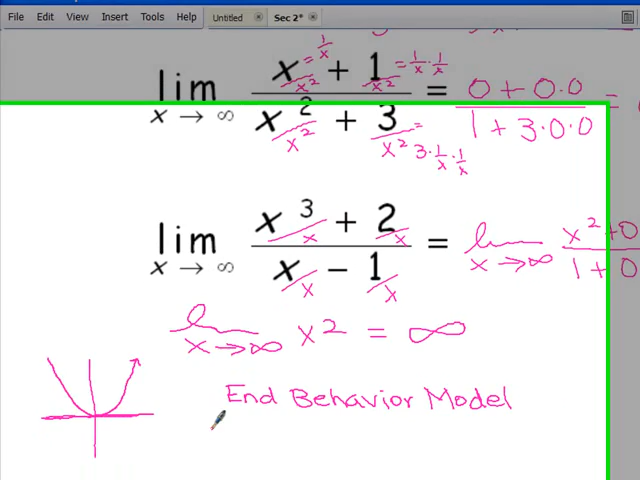 File Edit View Insert Tools Help Untitled Sec 2*
lim x → ∞ x/x² = 1/x + 1/x² = 1/x · 1/x / x²/x² + 3/x² = 3 · 1/x · 1/x = 0 + 0·0 / 1 + 3·0·0 =
lim x → ∞ x³/x + 2/x / x/x - 1/x = lim x→∞ x² + 0 / 1 + 0
lim x→∞ x² = ∞
End Behavior Model